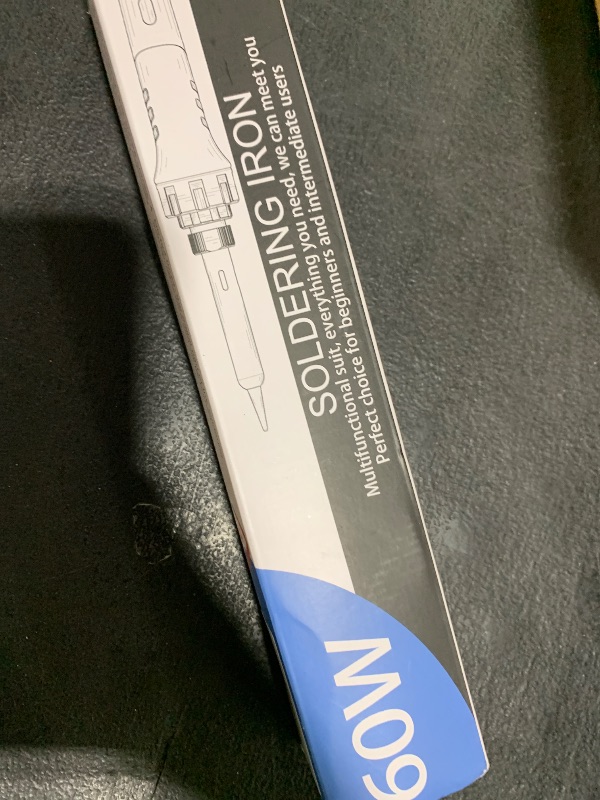 SOLDERING IRON
Multifunctional suit, everything you need, we can meet you
Perfect choice for beginners and intermediate users
60W